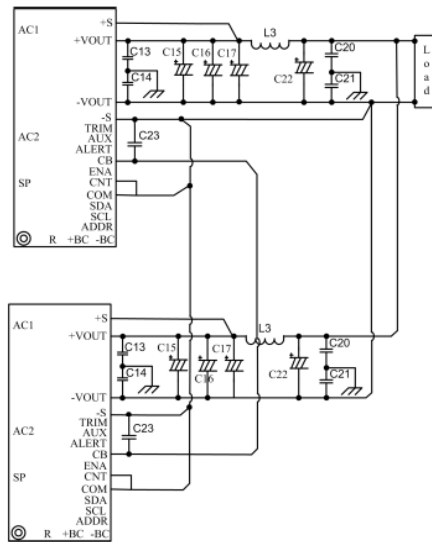 +S
AC1
L3
+VOUT
C13
C15
C16
C17
C20
C14
C22
C21
Load
-VOUT
-S
TRIM
C23
AUX
AC2
ALERT
CB
ENA
SP
CNT
COM
SDA
SCL
ADDR
R +BC -BC
+S
AC1
L3
+VOUT
C13
C15
C17
C20
C14
C16
C22
C21
-VOUT
-S
TRIM
C23
AUX
AC2
ALERT
CB
ENA
SP
CNT
COM
SDA
SCL
ADDR
R +BC -BC